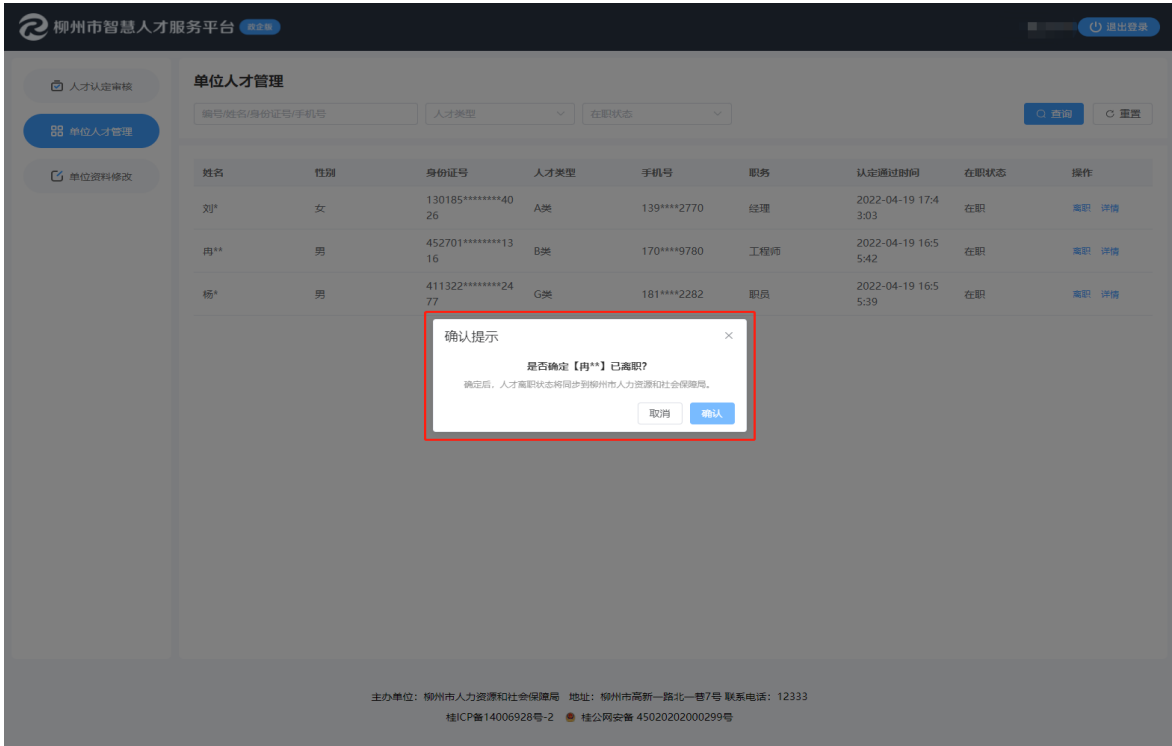 柳州市智慧人才服务平台 政企版
退出登录
人才认定审核
单位人才管理
单位资料修改
单位人才管理
编号/姓名/身份证号/手机号 人才类型 在职状态 查询 重置
姓名 性别 身份证号 人才类型 手机号 职务 认定通过时间 在职状态 操作
刘* 女 130185********40 A类 139****2770 经理 2022-04-19 17:4 在职 离职 详情
26 3:03
冉** 男 452701********13 B类 170****9780 工程师 2022-04-19 16:5 在职 离职 详情
16 5:42
杨* 男 411322********24 G类 181****2282 职员 2022-04-19 16:5 在职 离职 详情
77 5:39
确认提示
是否确定【冉**】已离职?
确定后，人才离职状态将同步到柳州市人力资源和社会保障局。
取消 确认
主办单位：柳州市人力资源和社会保障局 地址：柳州市高新一路北一巷7号 联系电话：12333
桂ICP备14006928号-2 桂公网安备 45020202000299号